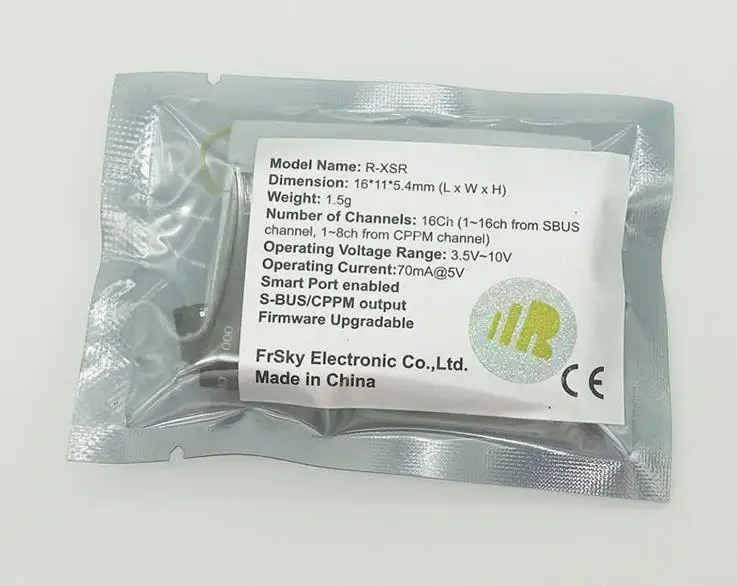 Model Name: R-XSR
Dimension: 16*11*5.4mm (L x W x H)
Weight: 1.5g
Number of Channels: 16Ch (1~16ch from SBUS
channel, 1~8ch from CPPM channel)
Operating Voltage Range: 3.5V~10V
Operating Current:70mA@5V
Smart Port enabled
S-BUS/CPPM output
Firmware Upgradable
FrSky Electronic Co.,Ltd.
Made in China
R
CE
000